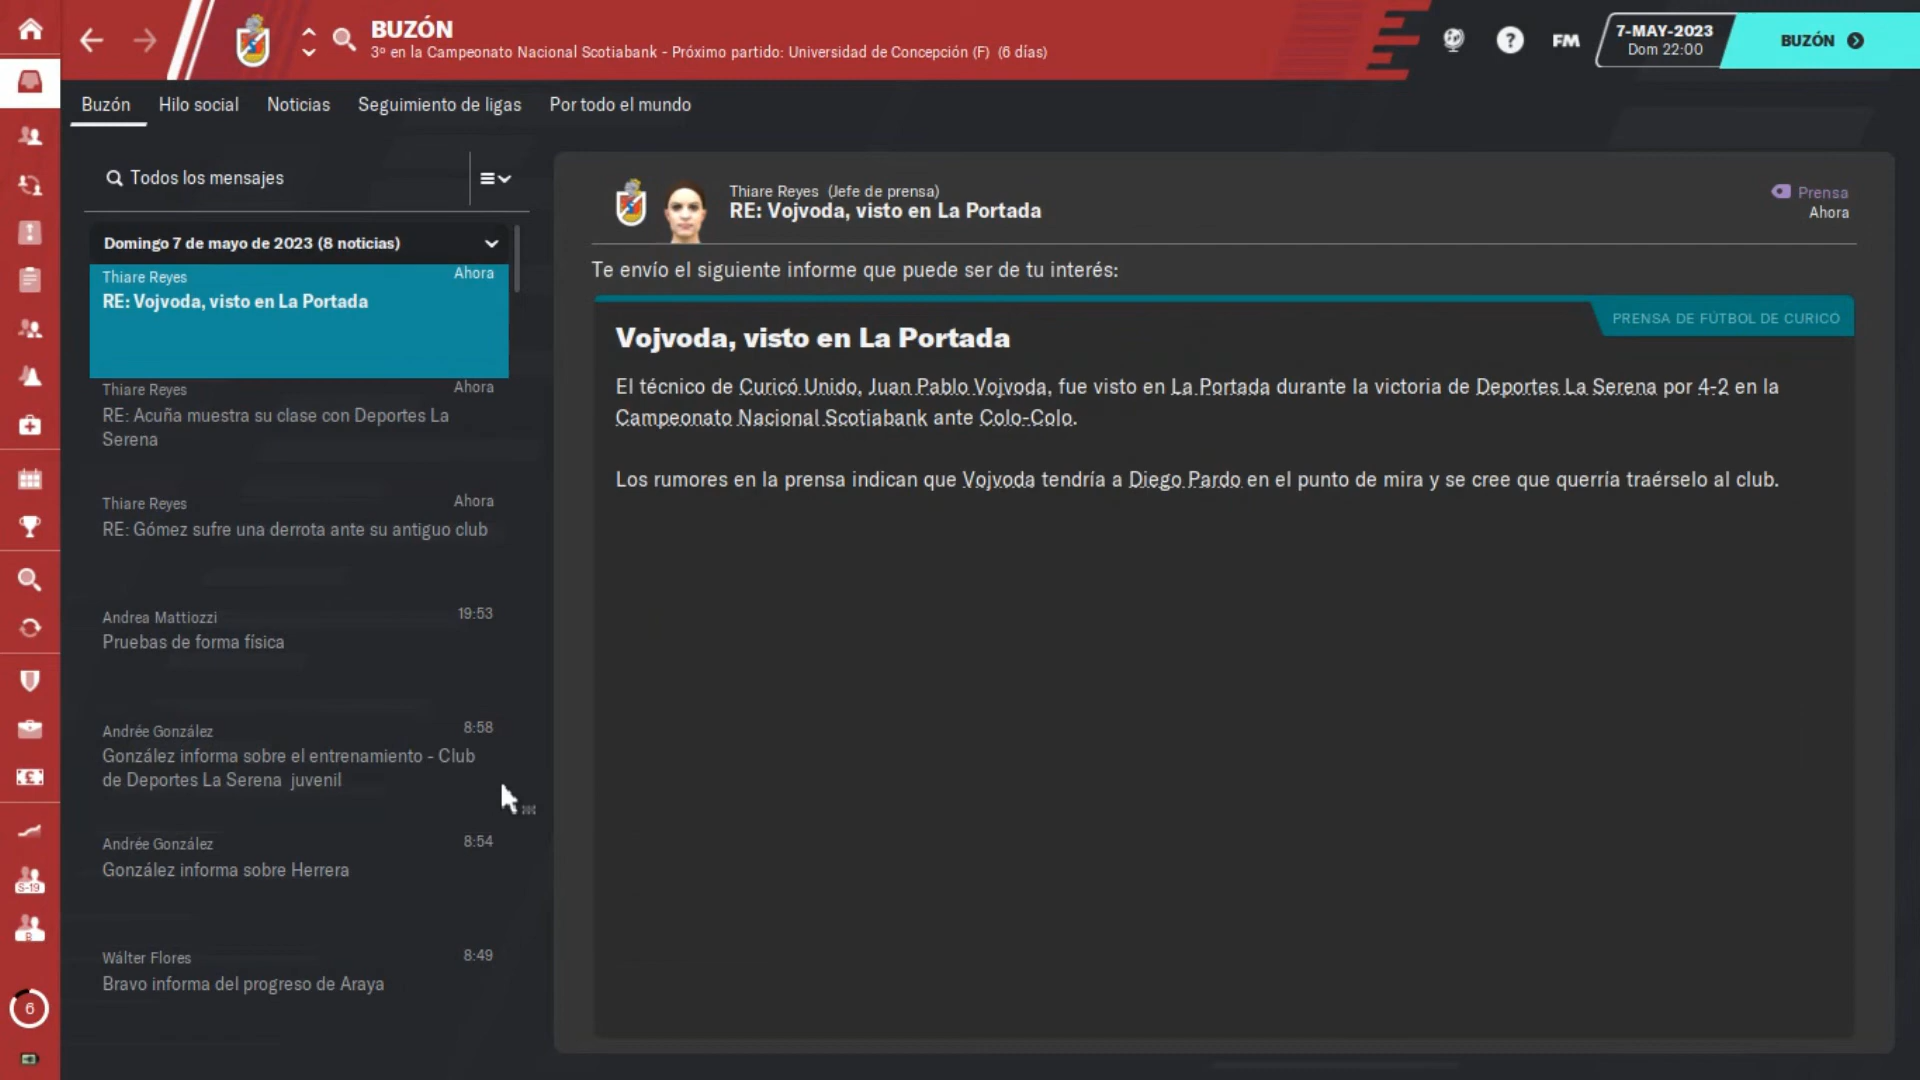 BUZÓN
3º en la Campeonato Nacional Scotiabank - Próximo partido: Universidad de Concepción (F) (6 días)
FM
7-MAY-2023
Dom 22:00
BUZÓN
Buzón
Hilo social
Noticias
Seguimiento de ligas
Por todo el mundo
Todos los mensajes
Domingo 7 de mayo de 2023 (8 noticias)
Thiare Reyes
Ahora
RE: Vojvoda, visto en La Portada
Thiare Reyes
Ahora
RE: Acuña muestra su clase con Deportes La
Serena
Thiare Reyes
Ahora
RE: Gómez sufre una derrota ante su antiguo club
Andrea Mattiozzi
19:53
Pruebas de forma física
Andrée González
8:58
González informa sobre el entrenamiento - Club
de Deportes La Serena juvenil
Andrée González
8:54
González informa sobre Herrera
Wálter Flores
8:49
Bravo informa del progreso de Araya
Thiare Reyes (Jefe de prensa)
RE: Vojvoda, visto en La Portada
Prensa
Ahora
Te envío el siguiente informe que puede ser de tu interés:
PRENSA DE FÚTBOL DE CURICÓ
Vojvoda, visto en La Portada
El técnico de Curicó Unido, Juan Pablo Vojvoda, fue visto en La Portada durante la victoria de Deportes La Serena por 4-2 en la
Campeonato Nacional Scotiabank ante Colo-Colo.
Los rumores en la prensa indican que Vojvoda tendría a Diego Pardo en el punto de mira y se cree que querría traérselo al club.
S-19
B
6